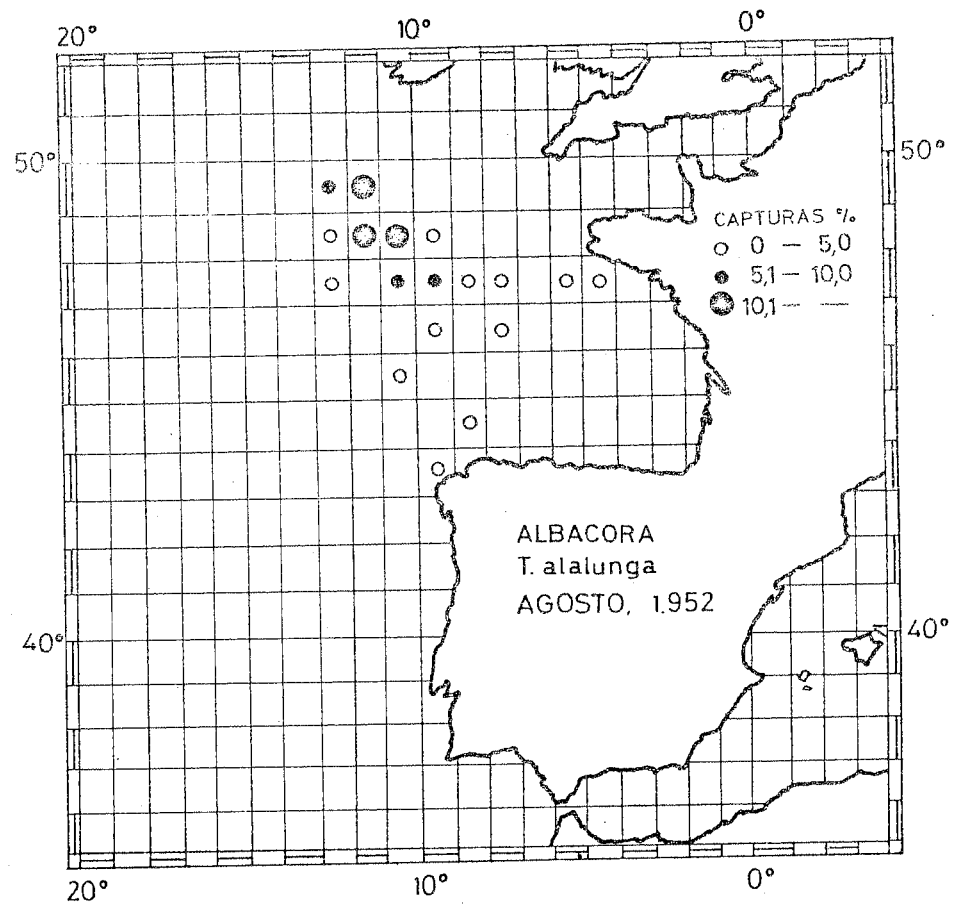 20° 10° 0°
50° 50°
CAPTURAS %
0 — 5,0
5,1 — 10,0
10,1 — —
ALBACORA
T. alalunga
AGOSTO, 1.952
40° 40°
20° 10° 0°